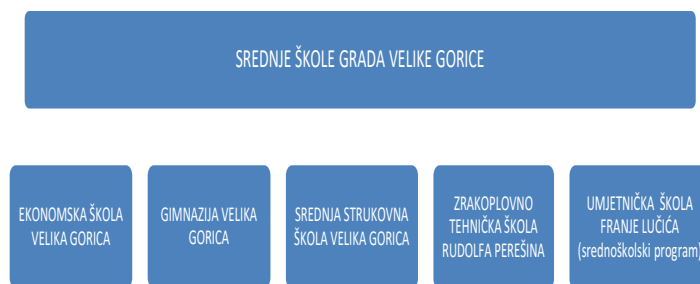 SREDNJE ŠKOLE GRADA VELIKE GORICE
EKONOMSKA ŠKOLA
VELIKA GORICA
GIMNAZIJA VELIKA
GORICA
SREDNJA STRUKOVNA
ŠKOLA VELIKA GORICA
ZRAKOPLOVNO
TEHNIČKA ŠKOLA
RUDOLFA PEREŠINA
UMJETNIČKA ŠKOLA
FRANJE LUČIĆA
(srednoškolski program)